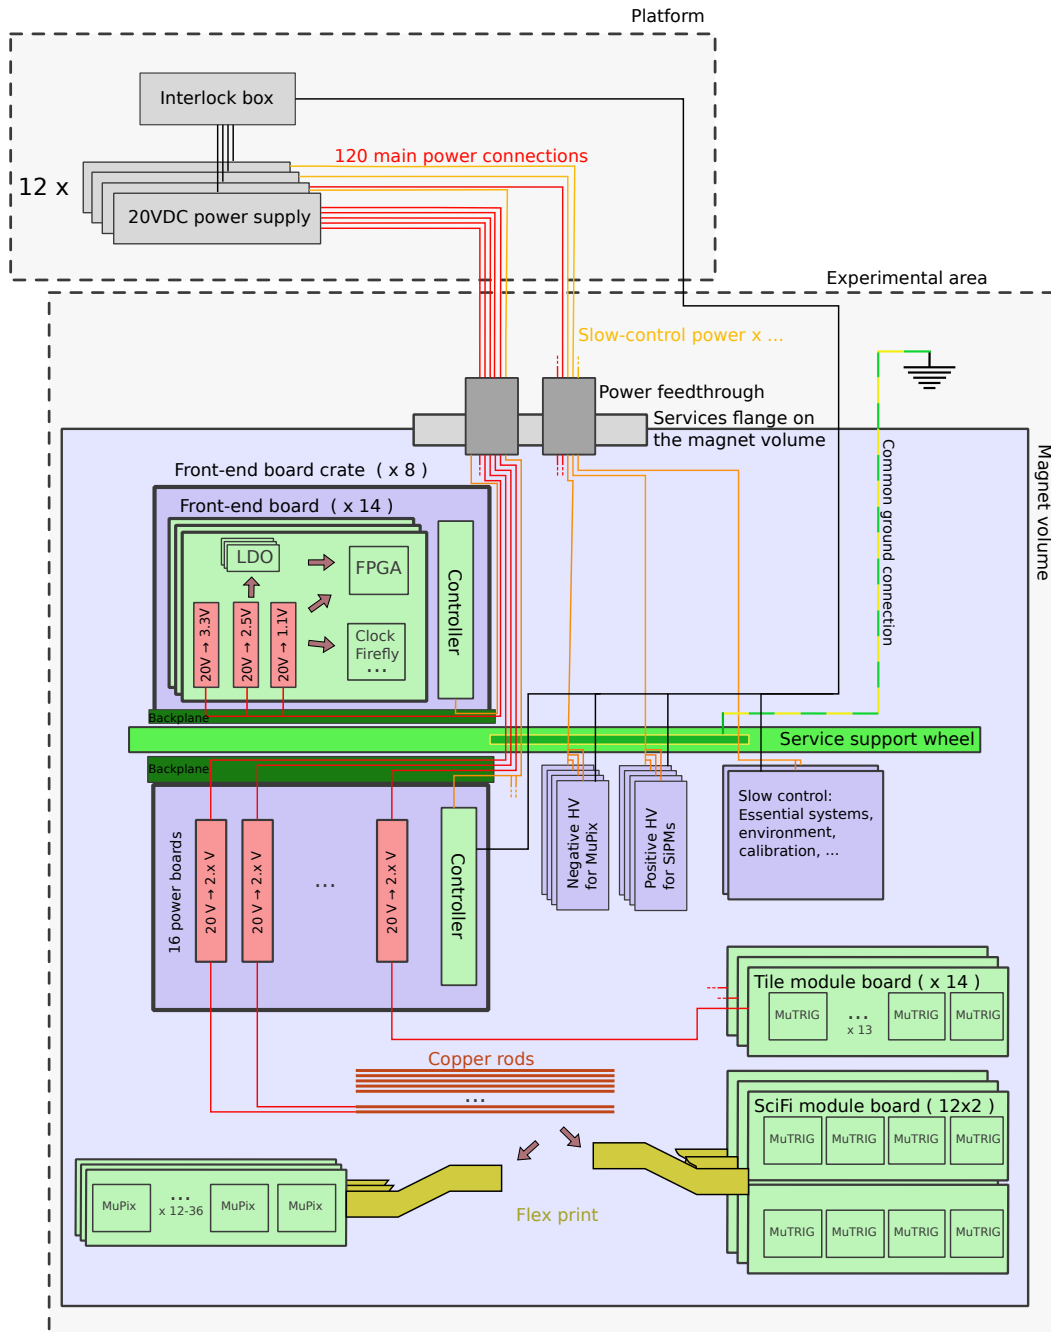 Platform
Interlock box
120 main power connections
12 x
20VDC power supply
Experimental area
Slow-control power x ...
Power feedthrough
Services flange on
the magnet volume
Magnet volume
Common ground connection
Front-end board crate ( x 8 )
Front-end board ( x 14 )
LDO
FPGA
20V → 3.3V
20V → 2.5V
20V → 1.1V
Clock
Firefly
...
Controller
Backplane
Service support wheel
Backplane
16 power boards
20 V → 2.x V
20 V → 2.x V
...
20 V → 2.x V
Controller
Negative HV
for MuPix
Positive HV
for SiPMs
Slow control:
Essential systems,
environment,
calibration, ...
Tile module board ( x 14 )
MuTRIG
...
x 13
MuTRIG
MuTRIG
Copper rods
...
SciFi module board ( 12x2 )
MuTRIG
MuTRIG
MuTRIG
MuTRIG
MuPix
...
x 12-36
MuPix
MuPix
Flex print
MuTRIG
MuTRIG
MuTRIG
MuTRIG